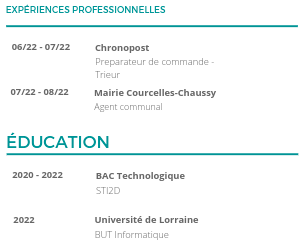 EXPÉRIENCES PROFESSIONNELLES
06/22 - 07/22 Chronopost
Preparateur de commande -
Trieur
07/22 - 08/22 Mairie Courcelles-Chaussy
Agent communal
ÉDUCATION
2020 - 2022 BAC Technologique
STI2D
2022 Université de Lorraine
BUT Informatique